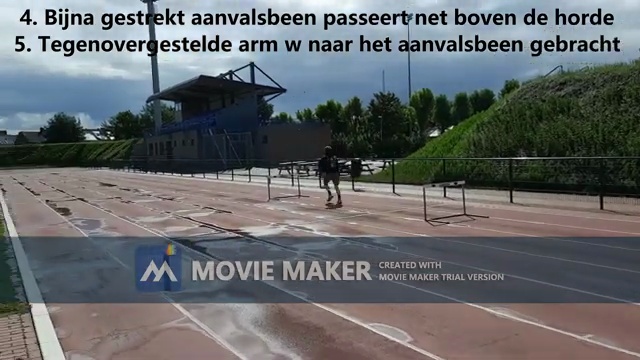 4. Bijna gestrekt aanvalsbeen passeert net boven de horde
5. Tegenovergestelde arm w naar het aanvalsbeen gebracht
MOVIE MAKER
CREATED WITH
MOVIE MAKER TRIAL VERSION